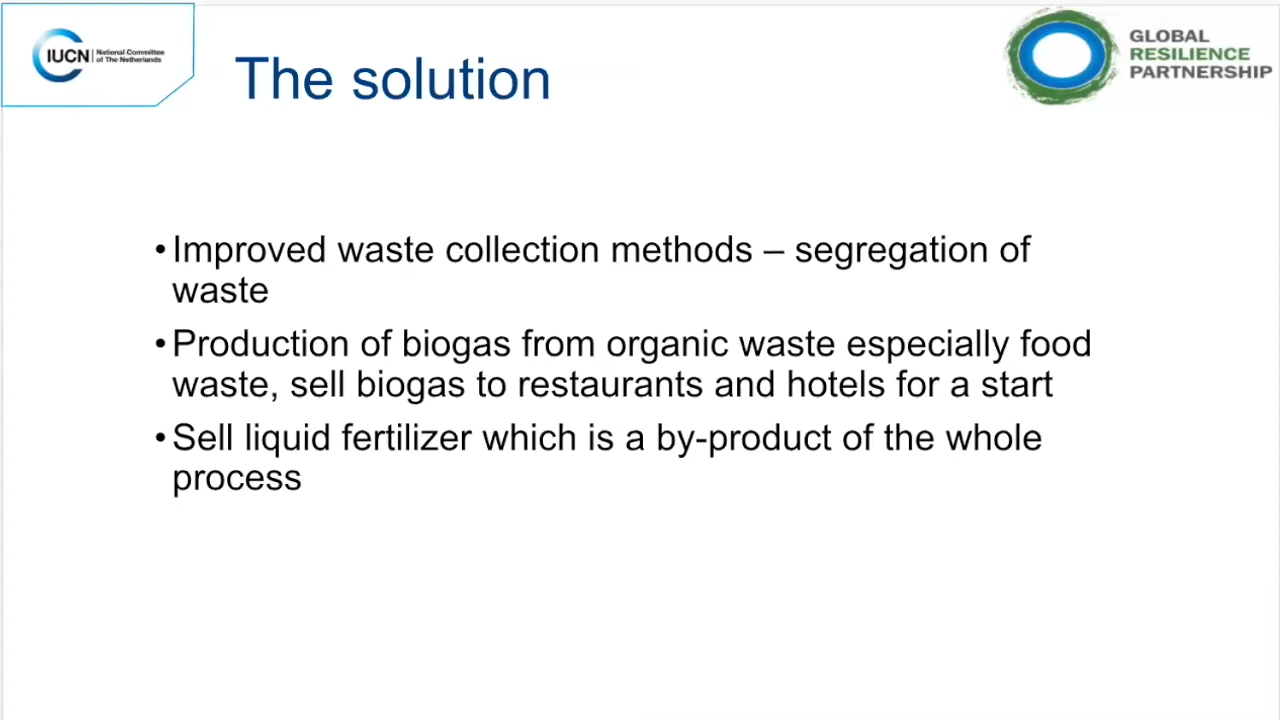 IUCN
National Committee
of The Netherlands
The solution
GLOBAL
RESILIENCE
PARTNERSHIP
• Improved waste collection methods – segregation of
waste
• Production of biogas from organic waste especially food
waste, sell biogas to restaurants and hotels for a start
• Sell liquid fertilizer which is a by-product of the whole
process